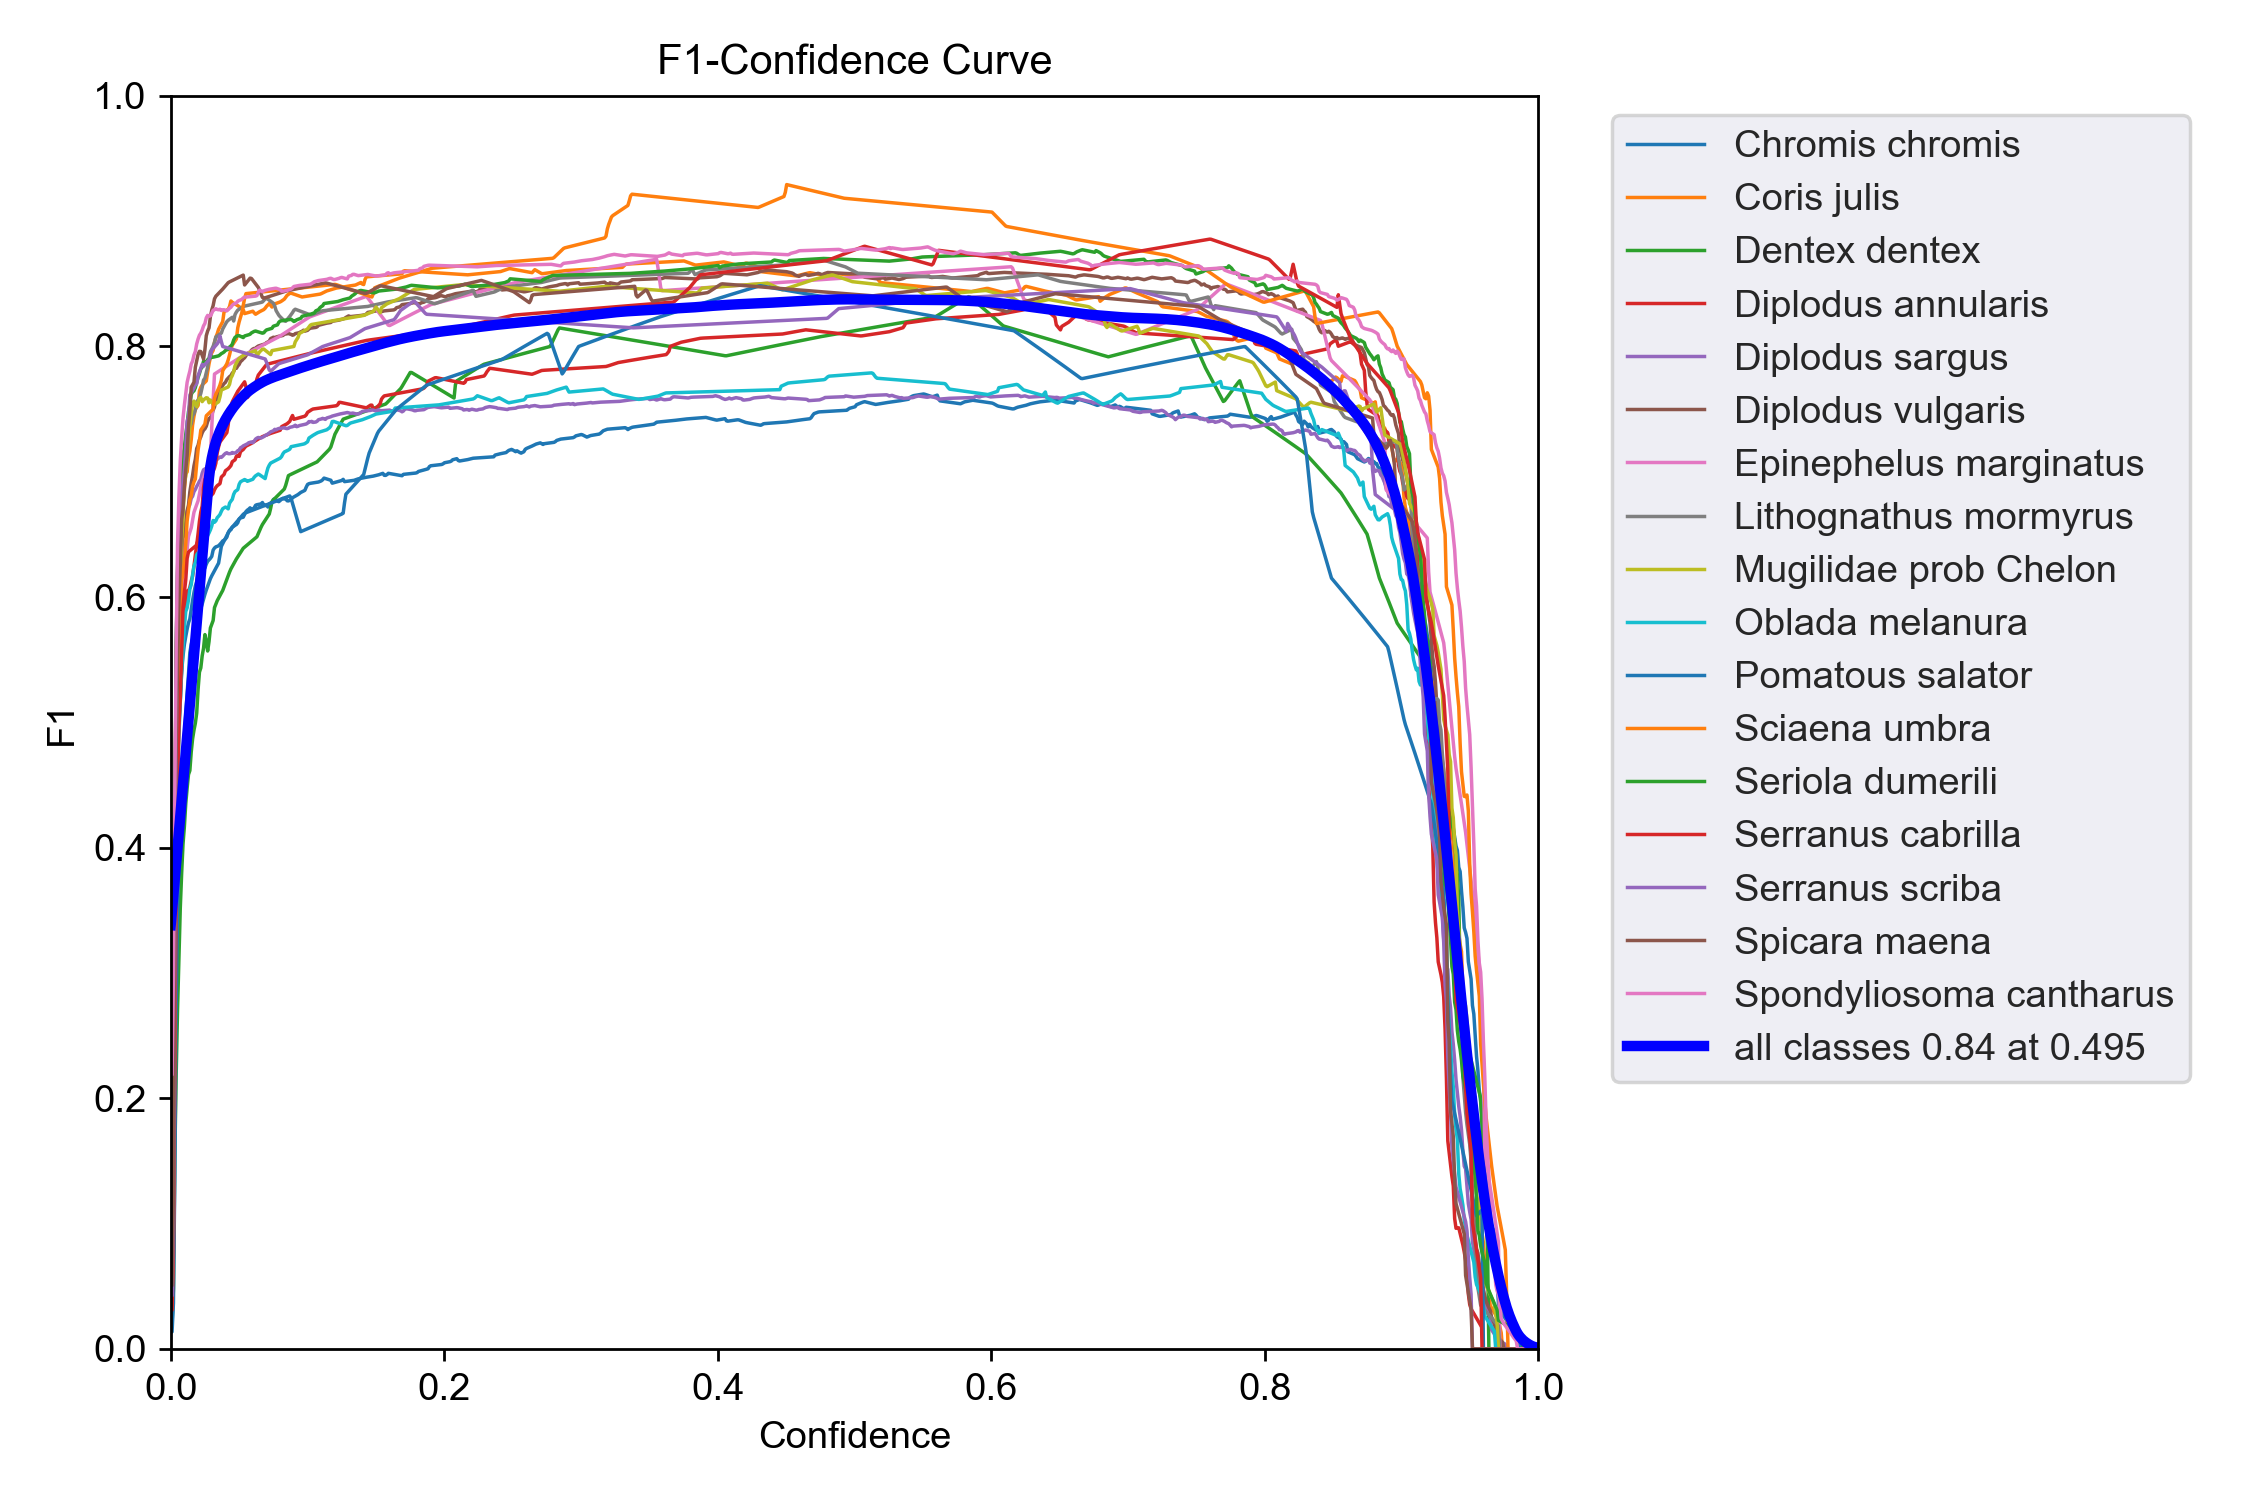 F1-Confidence Curve
1.0
0.8
0.6
0.4
0.2
0.0
F1
0.0 0.2 0.4 0.6 0.8 1.0
Confidence
Chromis chromis
Coris julis
Dentex dentex
Diplodus annularis
Diplodus sargus
Diplodus vulgaris
Epinephelus marginatus
Lithognathus mormyrus
Mugilidae prob Chelon
Oblada melanura
Pomatous salator
Sciaena umbra
Seriola dumerili
Serranus cabrilla
Serranus scriba
Spicara maena
Spondyliosoma cantharus
all classes 0.84 at 0.495